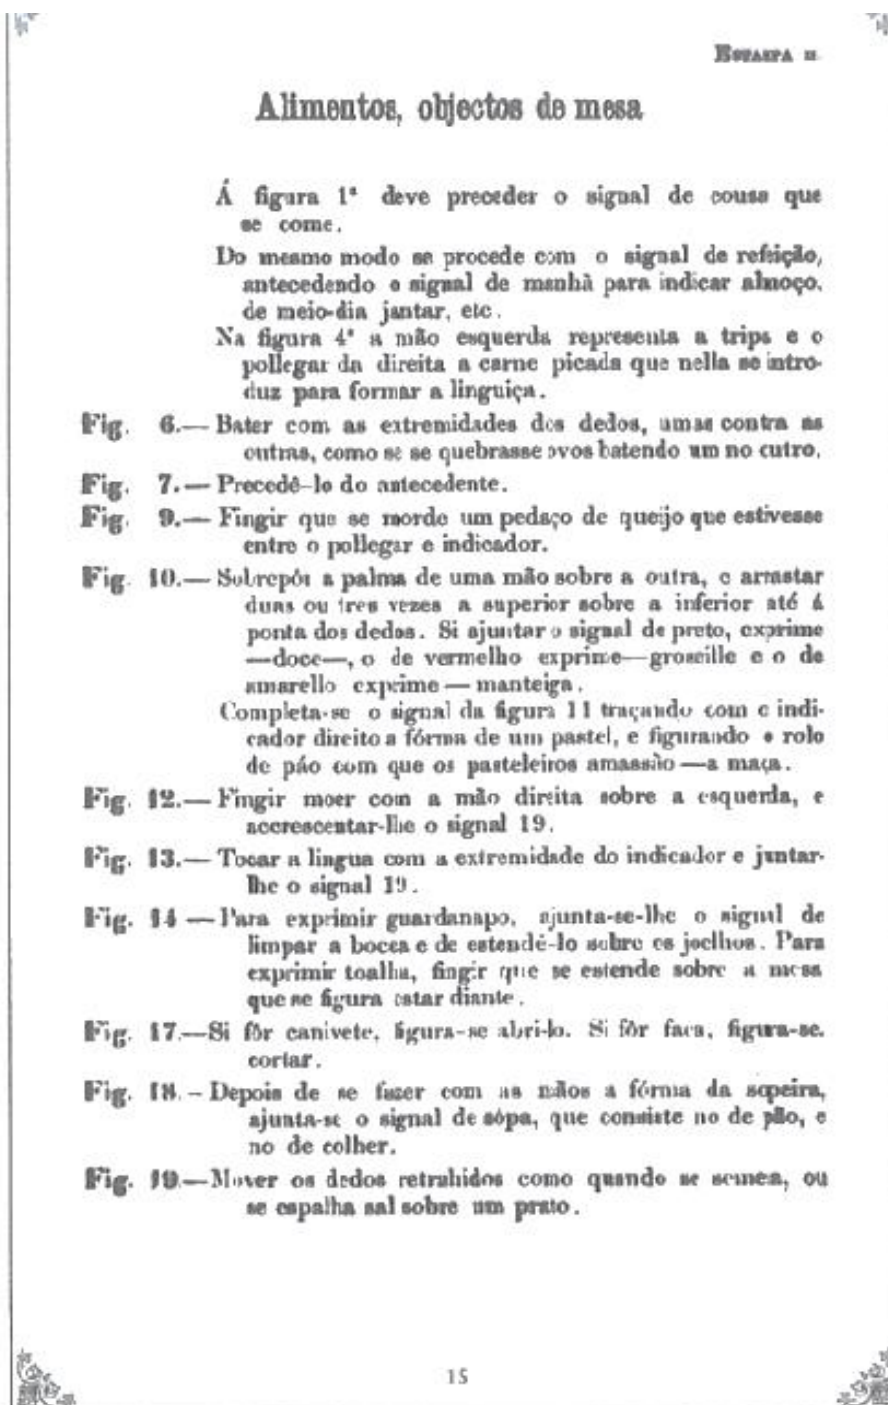 ESTAMPA II
Alimentos, objectos de mesa
Á figura 1ª deve preceder o signal de cousa que
se come.
Do mesmo modo se procede com o signal de refeição,
antecedendo o signal de manhã para indicar almoço,
de meio-dia jantar, etc.
Na figura 4ª a mão esquerda representa a tripa e o
pollegar da direita a carne picada que nella se intro-
duz para formar a linguiça.
Fig. 6.— Bater com as extremidades dos dedos, umas contra as
outras, como se se quebrasse ovos batendo um no outro.
Fig. 7.— Precedê-lo do antecedente.
Fig. 9.— Fingir que se morde um pedaço de queijo que estivesse
entre o pollegar e indicador.
Fig. 10.— Sobrepôr a palma de uma mão sobre a outra, e arrastar
duas ou tres vezes a superior sobre a inferior até á
ponta dos dedos. Si ajuntar o signal de preto, exprime
—doce—, o de vermelho exprime—groseille e o de
amarello exprime — manteiga.
Completa-se o signal da figura 11 traçando com o indi-
cador direito a fórma de um pastel, e figurando o rolo
de páo com que os pasteleiros amassão —a maça.
Fig. 12.— Fingir moer com a mão direita sobre a esquerda, e
accrescentar-lhe o signal 19.
Fig. 13.— Tocar a lingua com a extremidade do indicador e juntar-
lhe o signal 19.
Fig. 14 — Para exprimir guardanapo, ajunta-se-lhe o signal de
limpar a bocca e de estendê-lo sobre os joelhos. Para
exprimir toalha, fingir que se estende sobre a mesa
que se figura estar diante.
Fig. 17.—Si fôr canivete, figura-se abri-lo. Si fôr faca, figura-se.
cortar.
Fig. 18. – Depois de se fazer com as mãos a fórma da sopeira,
ajunta-se o signal de sópa, que consiste no de pão, e
no de colher.
Fig. 19.— Mover os dedos retrahidos como quando se semea, ou
se espalha sal sobre um prato.
15